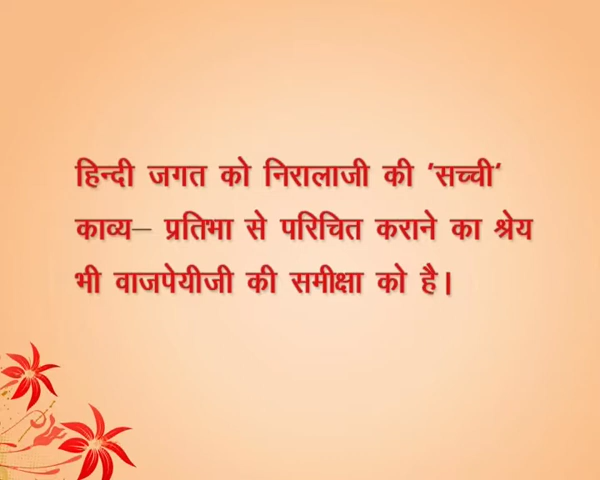 हिन्दी जगत को निरालाजी की 'सच्ची'
काव्य– प्रतिभा से परिचित कराने का श्रेय
भी वाजपेयीजी की समीक्षा को है।